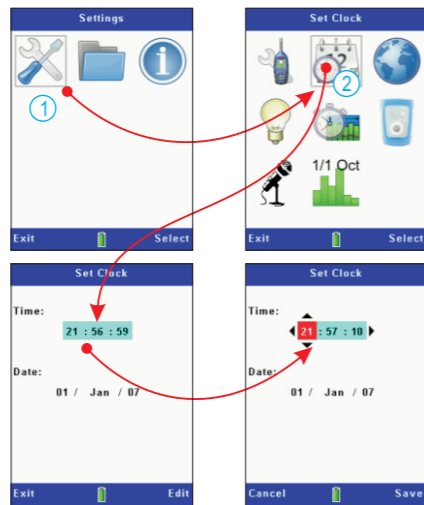 Settings
1
Exit Select
Set Clock
12
2
1/1 Oct
Exit Select
Set Clock
Time:
21 : 56 : 59
Date:
01 / Jan / 07
Exit Edit
Set Clock
Time:
21 : 57 : 10
Date:
01 / Jan / 07
Cancel Save